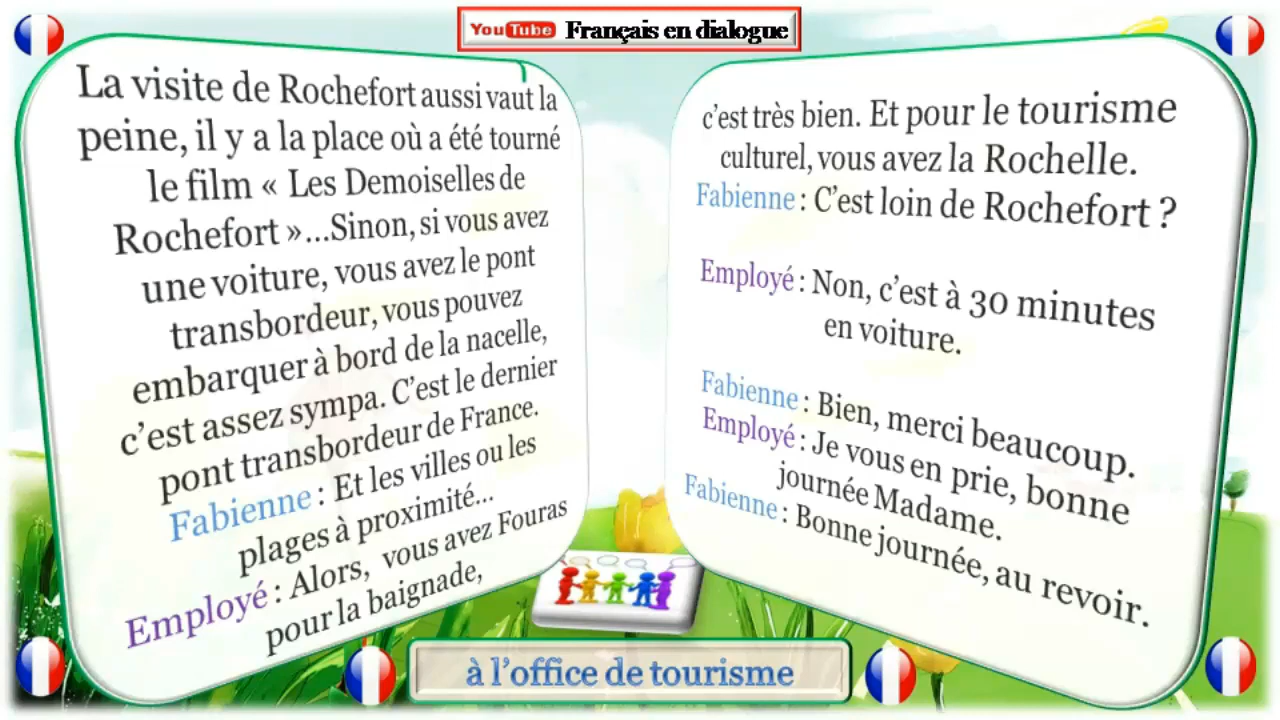 YouTube Français en dialogue
La visite de Rochefort aussi vaut la
peine, il y a la place où a été tourné
le film « Les Demoiselles de
Rochefort »...Sinon, si vous avez
une voiture, vous avez le pont
transbordeur, vous pouvez
embarquer à bord de la nacelle,
c’est assez sympa. C’est le dernier
pont transbordeur de France.
Fabienne : Et les villes ou les
plages à proximité...
Employé : Alors, vous avez Fouras
pour la baignade,
c’est très bien. Et pour le tourisme
culturel, vous avez la Rochelle.
Fabienne : C’est loin de Rochefort ?
Employé : Non, c’est à 30 minutes
en voiture.
Fabienne : Bien, merci beaucoup.
Employé : Je vous en prie, bonne
journée Madame.
Fabienne : Bonne journée, au revoir.
à l’office de tourisme